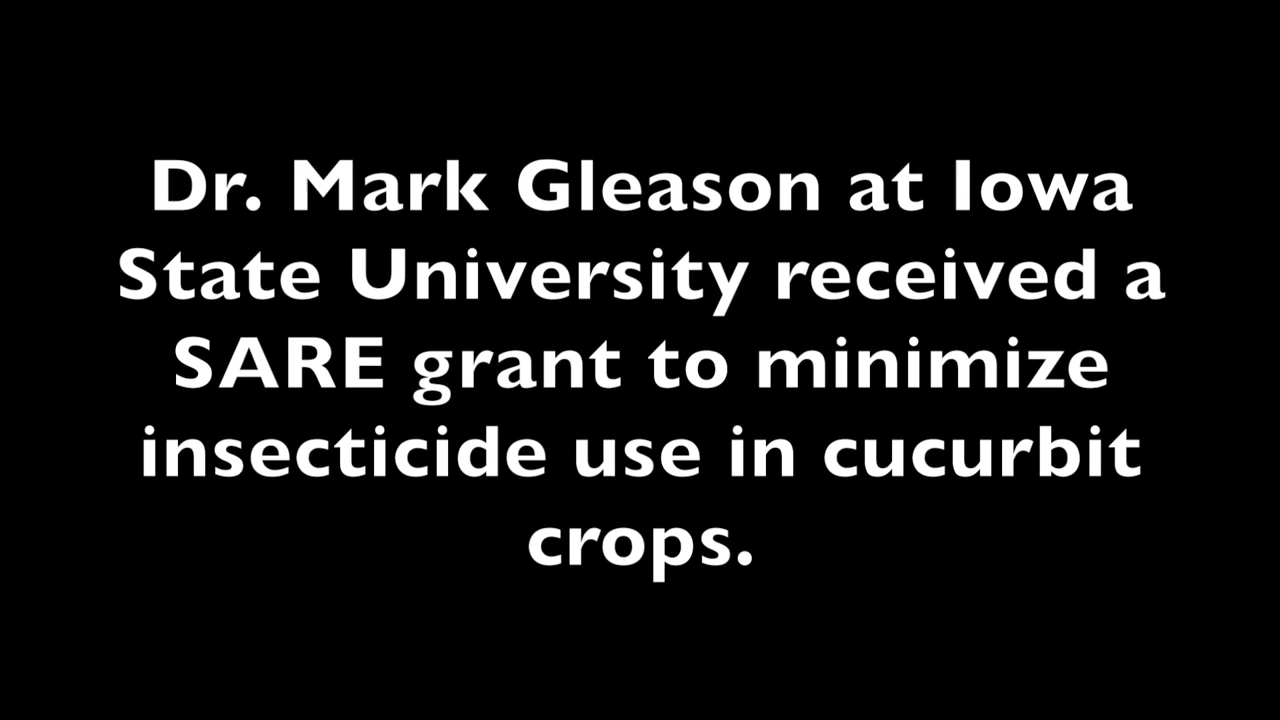 Dr. Mark Gleason at Iowa
State University received a
SARE grant to minimize
insecticide use in cucurbit
crops.